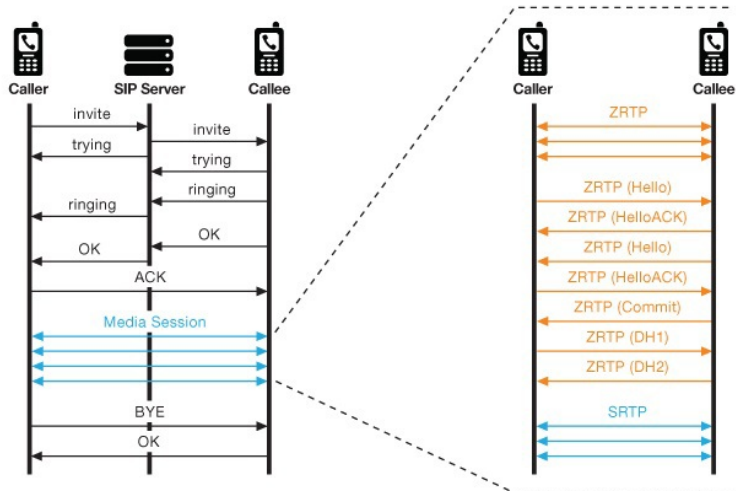 Caller SIP Server Callee
invite
invite
trying
trying
ringing
ringing
OK
OK
ACK
Media Session
BYE
OK
Caller Callee
ZRTP
ZRTP (Hello)
ZRTP (HelloACK)
ZRTP (Hello)
ZRTP (HelloACK)
ZRTP (Commit)
ZRTP (DH1)
ZRTP (DH2)
SRTP